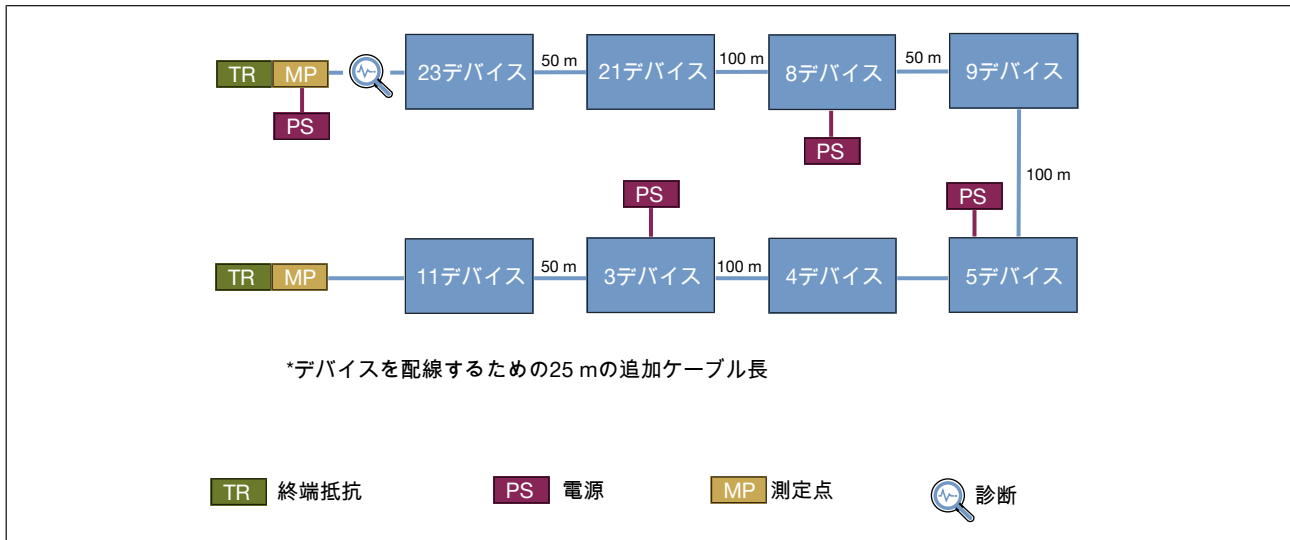 TR MP 23デバイス 50 m 21デバイス 100 m 8デバイス 50 m 9デバイス
PS PS
100 m
PS PS
TR MP 11デバイス 50 m 3デバイス 100 m 4デバイス 5デバイス
*デバイスを配線するための25 mの追加ケーブル長
TR 終端抵抗 PS 電源 MP 測定点 診断